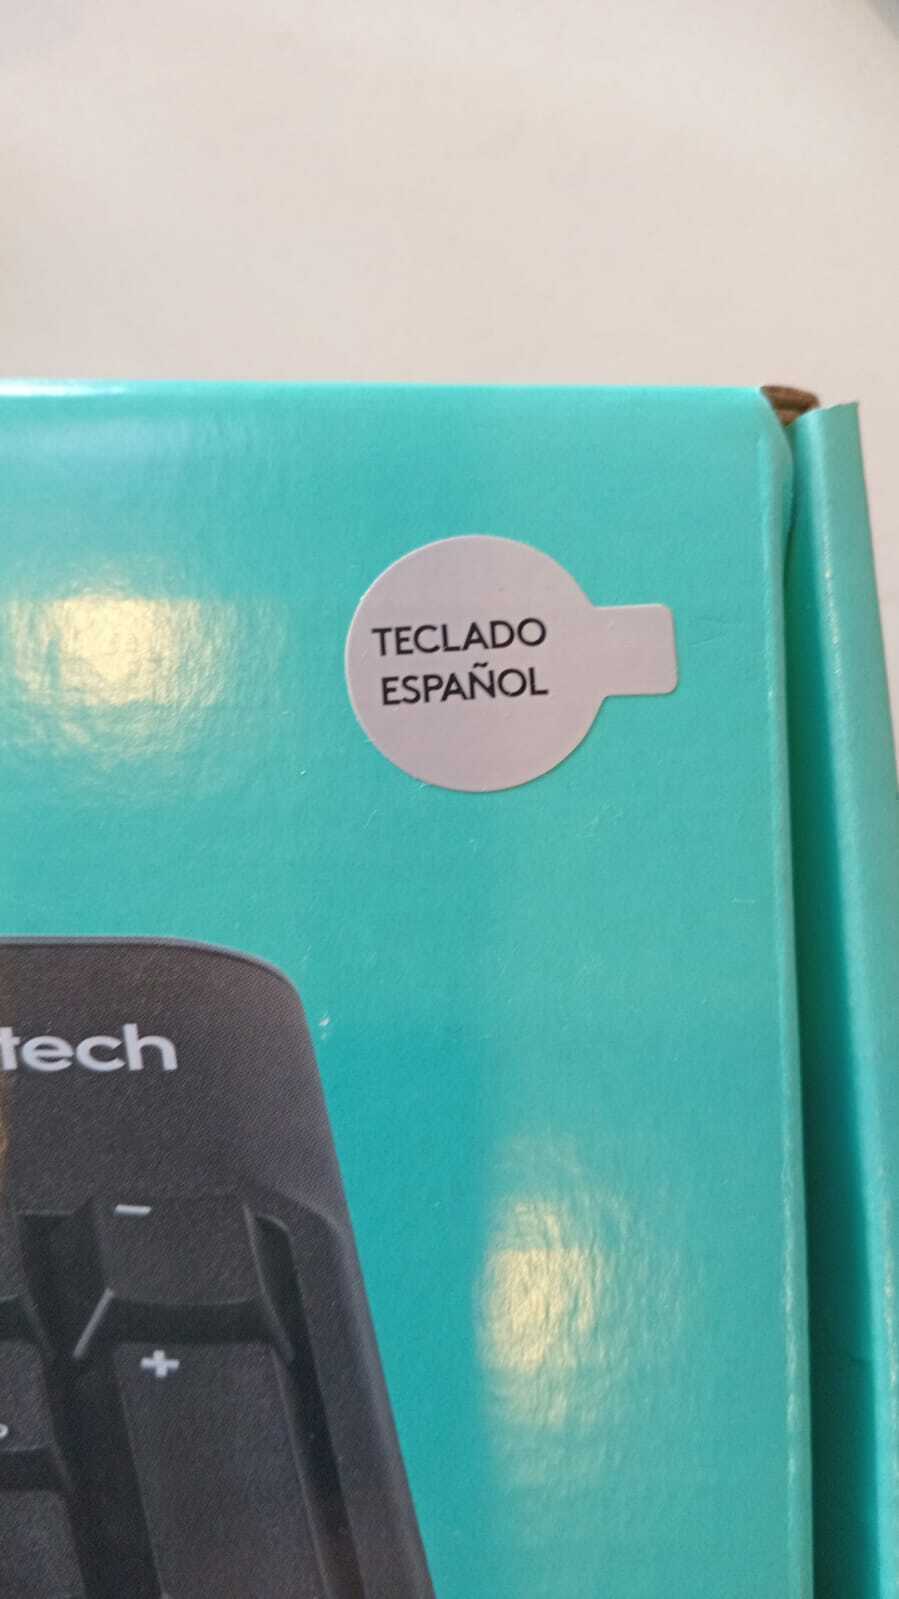 TECLADO
ESPAÑOL
tech
-
+